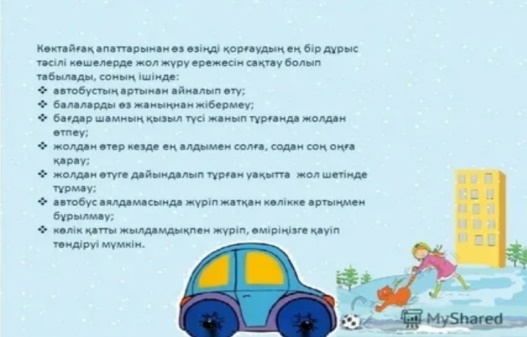 Көктайғақ апаттарынан өз өзіңді қорғаудың ең бір дұрыс
тәсілі көшелерде жол жүру ережесін сақтау болып
табылады, соның ішінде:
❖ автобустың артынан айналып өту;
❖ балаларды өз жаныңнан жібермеу;
❖ бағдар шамның қызыл түсі жанып тұрғанда жолдан
өтпеу;
❖ жолдан өтер кезде ең алдымен солға, содан соң оңға
қарау;
❖ жолдан өтуге дайындалып тұрған уақытта жол шетінде
тұрмау;
❖ автобус аялдамасында жүріп жатқан көлікке артыңмен
бұрылмау;
❖ көлік қатты жылдамдықпен жүріп, өміріңізге қауіп
төндіруі мүмкін.
MyShared